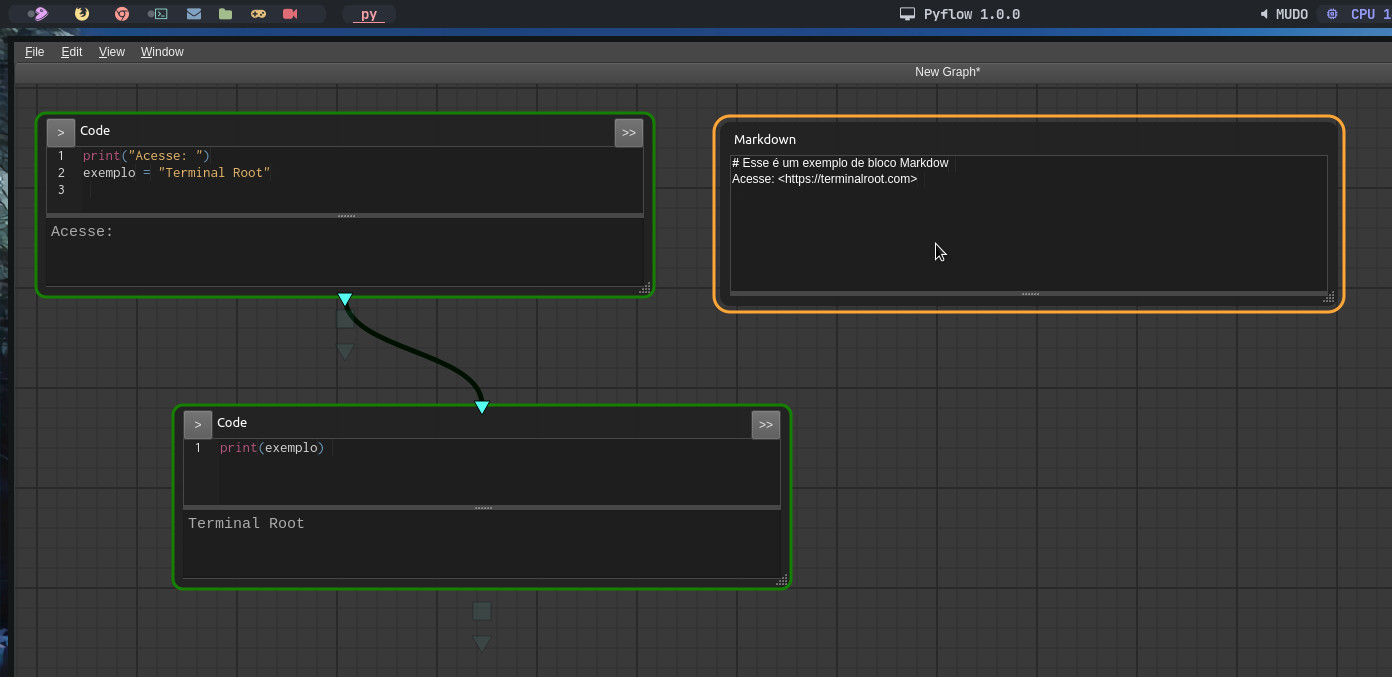 py
Pyflow 1.0.0
MUDO
CPU 1
File Edit View Window
New Graph*
> Code >>
1 print("Acesse: ")
2 exemplo = "Terminal Root"
3
Acesse:
Markdown
# Esse é um exemplo de bloco Markdow
Acesse: <https://terminalroot.com>
> Code >>
1 print(exemplo)
Terminal Root